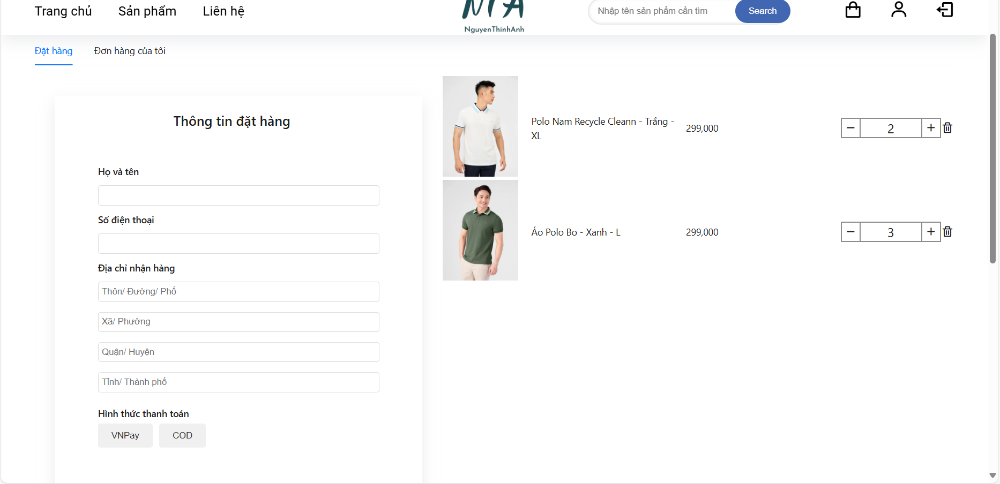 Trang chủ
Sản phẩm
Liên hệ
NTA
NguyenThinhAnh
Nhập tên sản phẩm cần tìm
Search
Đặt hàng
Đơn hàng của tôi
Thông tin đặt hàng
Họ và tên
Số điện thoại
Địa chỉ nhận hàng
Thôn/ Đường/ Phố
Xã/ Phường
Quận/ Huyện
Tỉnh/ Thành phố
Hình thức thanh toán
VNPay
COD
Polo Nam Recycle Cleann - Trắng -
XL
299,000
− 2 +
Áo Polo Bo - Xanh - L
299,000
− 3 +